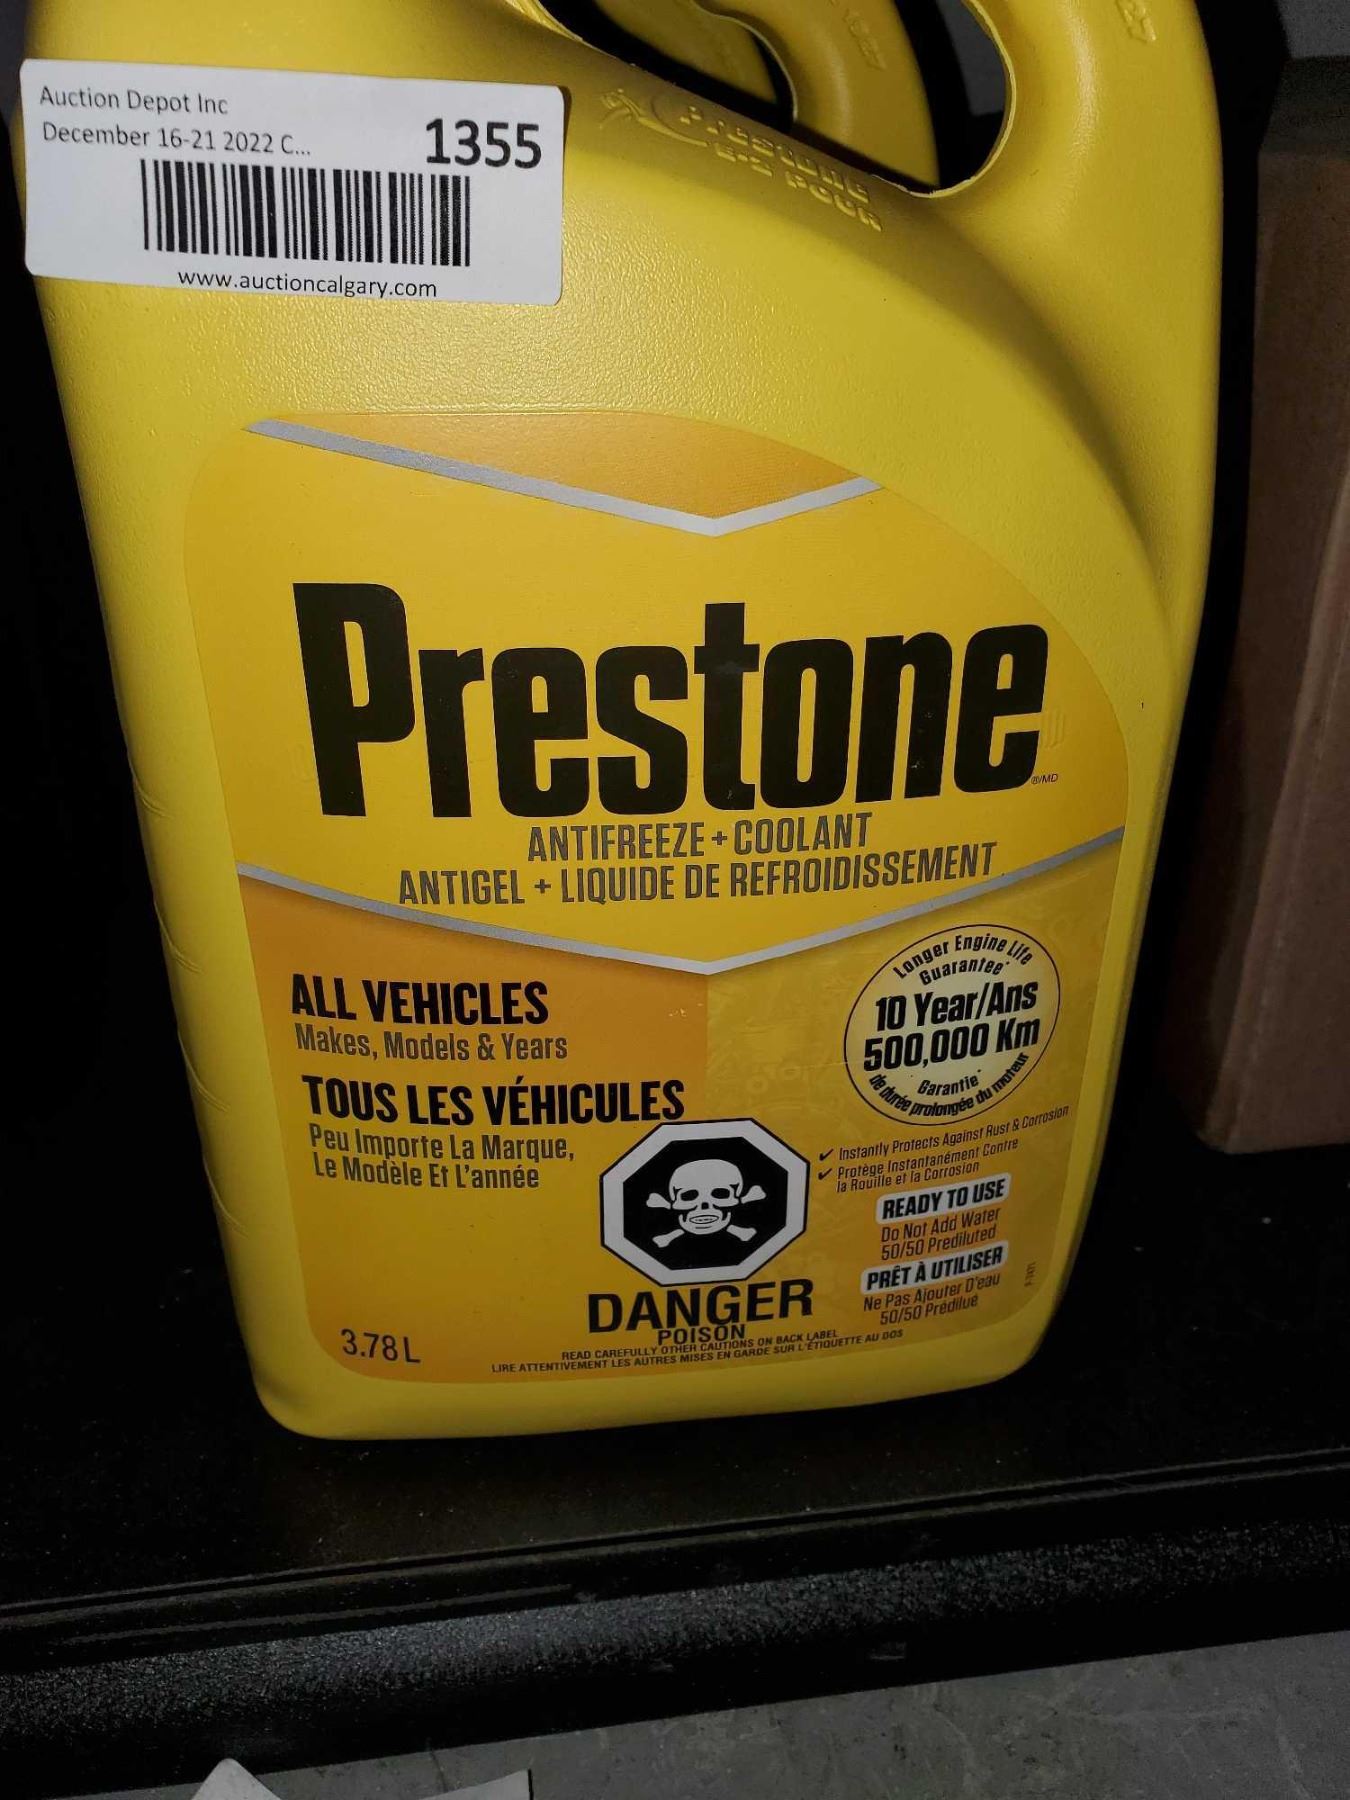 Auction Depot Inc
December 16-21 2022 C...
1355
www.auctioncalgary.com
Prestone
E-Z POUR
Prestone
®/MD
ANTIFREEZE + COOLANT
ANTIGEL + LIQUIDE DE REFROIDISSEMENT
ALL VEHICLES
Makes, Models & Years
TOUS LES VÉHICULES
Peu Importe La Marque,
Le Modèle Et L'année
Longer Engine Life
Guarantee*
10 Year/Ans
500,000 Km
Garantie*
de durée prolongée du moteur
✓ Instantly Protects Against Rust & Corrosion
✓ Protège Instantanément Contre
la Rouille et la Corrosion
READY TO USE
Do Not Add Water
50/50 Prediluted
PRÊT À UTILISER
Ne Pas Ajouter D'eau
50/50 Prédilué
DANGER
POISON
READ CAREFULLY OTHER CAUTIONS ON BACK LABEL
LIRE ATTENTIVEMENT LES AUTRES MISES EN GARDE SUR L'ÉTIQUETTE AU DOS
3.78 L